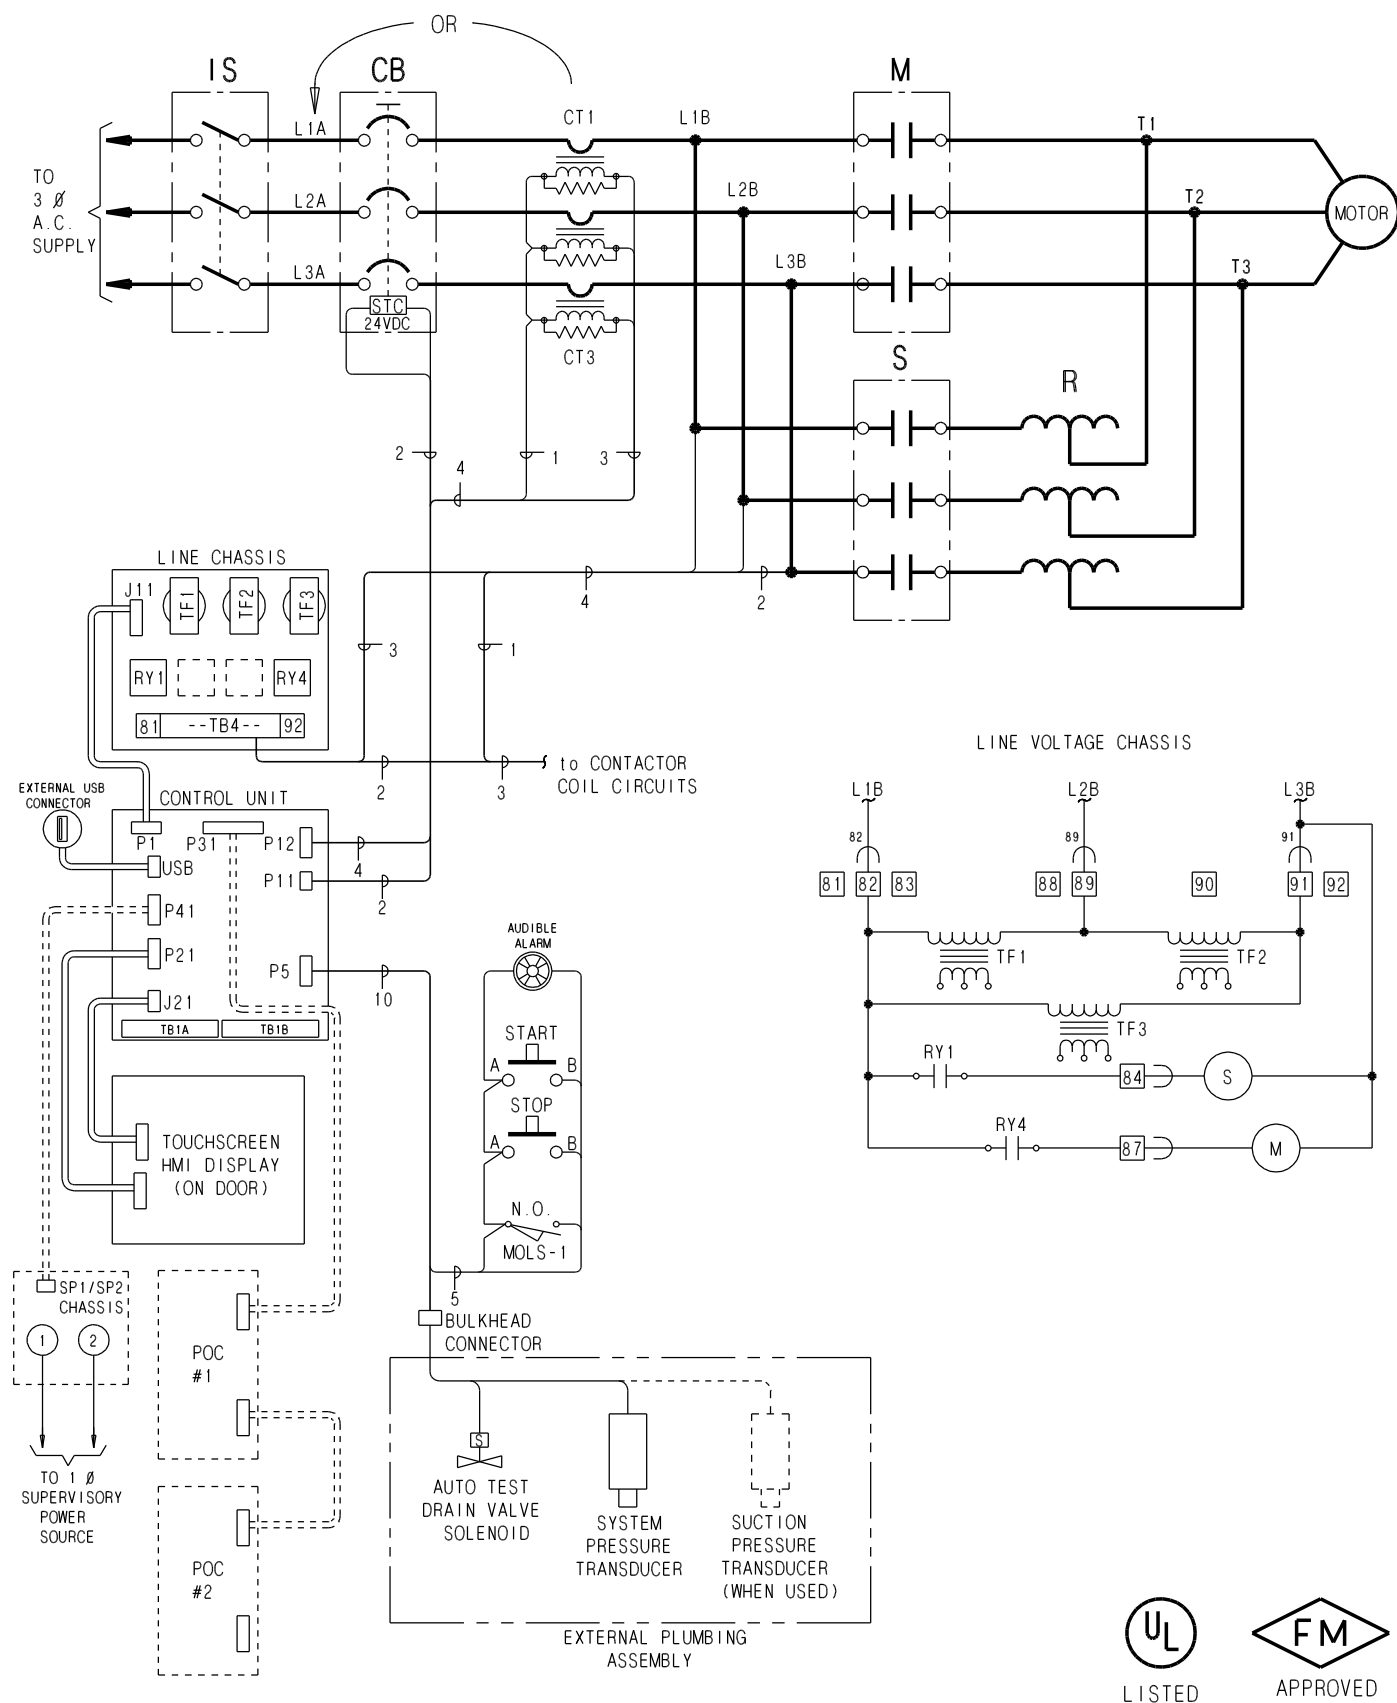 OR
IS
CB
M
CT1
L1B
T1
L1A
TO
3 Ø
A.C.
SUPPLY
L2A
L2B
T2
MOTOR
L3A
L3B
T3
STC
24VDC
CT3
S
R
2
4
1
3
LINE CHASSIS
J11
TF1
TF2
TF3
4
2
3
1
RY1
RY4
81
--TB4--
92
2
3
to CONTACTOR
COIL CIRCUITS
LINE VOLTAGE CHASSIS
EXTERNAL USB
CONNECTOR
CONTROL UNIT
P1
P31
P12
4
USB
P11
2
P41
P21
P5
10
J21
TB1A
TB1B
L1B
L2B
L3B
82
89
91
81
82
83
88
89
90
91
92
TF1
TF2
TF3
RY1
84
S
RY4
87
M
AUDIBLE
ALARM
START
A
B
STOP
A
B
N.O.
MOLS-1
5
TOUCHSCREEN
HMI DISPLAY
(ON DOOR)
SP1/SP2
CHASSIS
1
2
TO 1 Ø
SUPERVISORY
POWER
SOURCE
POC
#1
POC
#2
BULKHEAD
CONNECTOR
S
AUTO TEST
DRAIN VALVE
SOLENOID
SYSTEM
PRESSURE
TRANSDUCER
SUCTION
PRESSURE
TRANSDUCER
(WHEN USED)
EXTERNAL PLUMBING
ASSEMBLY
UL
LISTED
FM
APPROVED